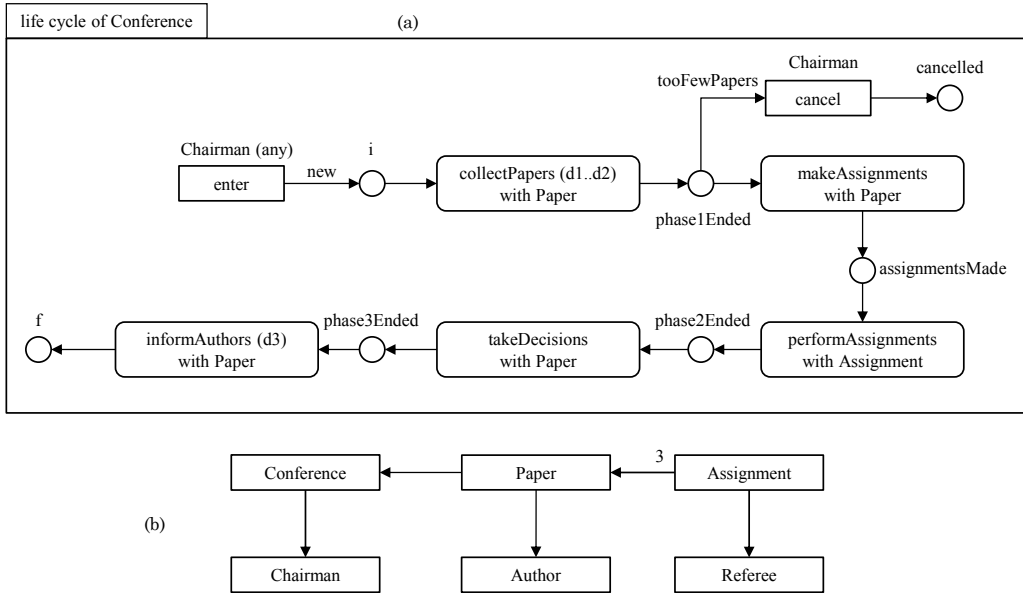 life cycle of Conference
(a)
Chairman
cancelled
tooFewPapers
cancel
Chairman (any)
i
new
enter
collectPapers (d1..d2)
with Paper
makeAssignments
with Paper
phase1Ended
assignmentsMade
f
phase3Ended
phase2Ended
informAuthors (d3)
with Paper
takeDecisions
with Paper
performAssignments
with Assignment
3
Conference
Paper
Assignment
(b)
Chairman
Author
Referee